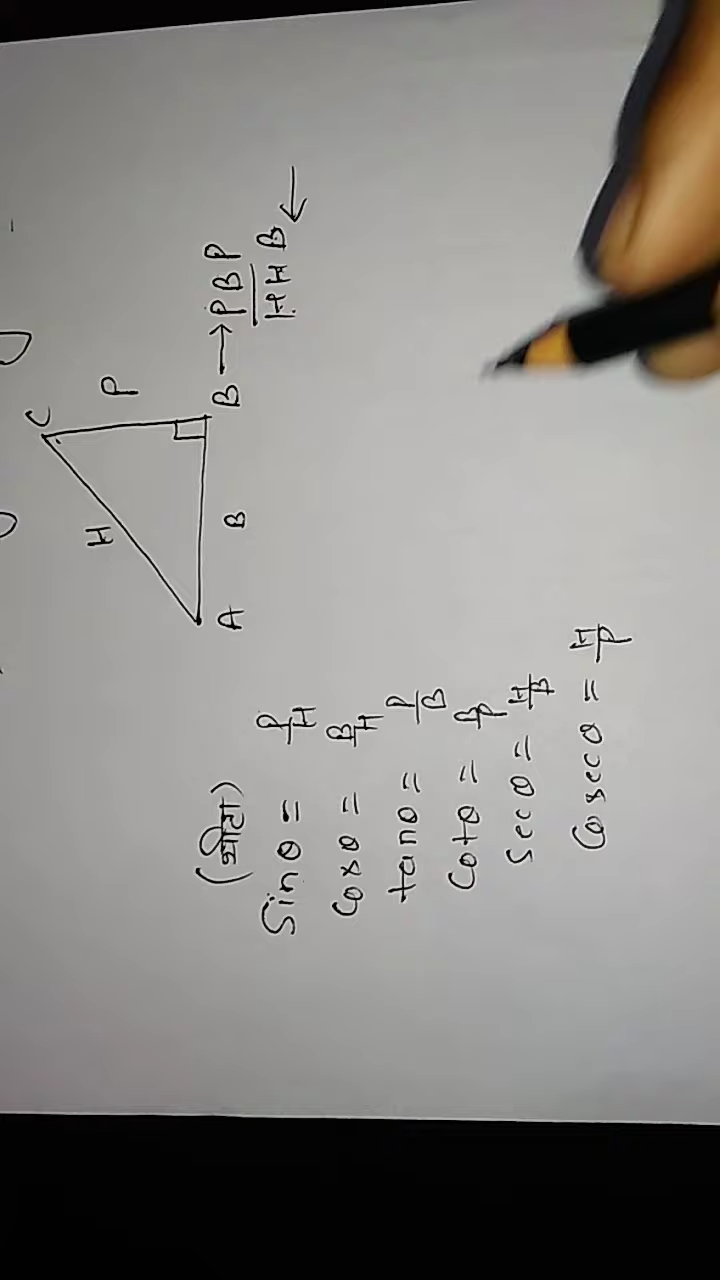 C
P
H
A B B → PBP
HHB ←
(थीटा)
Sinθ = P/H
Cosθ = B/H
tanθ = P/B
Cotθ = B/P
Secθ = H/B
Cosecθ = H/P